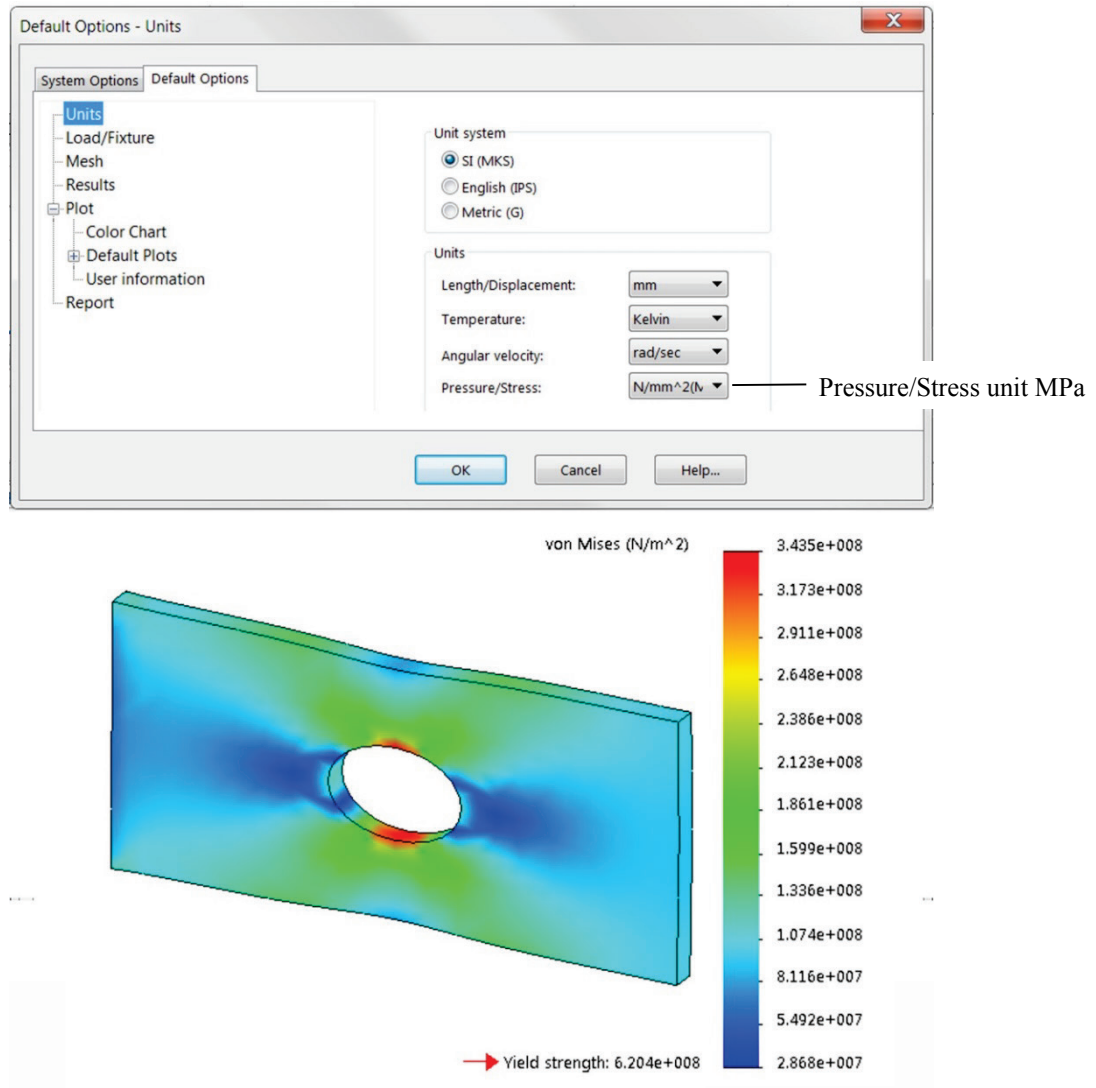 Default Options - Units
X
System Options Default Options
Units
Load/Fixture
Mesh
Results
Plot
Color Chart
Default Plots
User information
Report
Unit system
SI (MKS)
English (IPS)
Metric (G)
Units
Length/Displacement: mm
Temperature: Kelvin
Angular velocity: rad/sec
Pressure/Stress: N/mm^2(M
Pressure/Stress unit MPa
OK Cancel Help...
von Mises (N/m^2)
3.435e+008
3.173e+008
2.911e+008
2.648e+008
2.386e+008
2.123e+008
1.861e+008
1.599e+008
1.336e+008
1.074e+008
8.116e+007
5.492e+007
2.868e+007
Yield strength: 6.204e+008